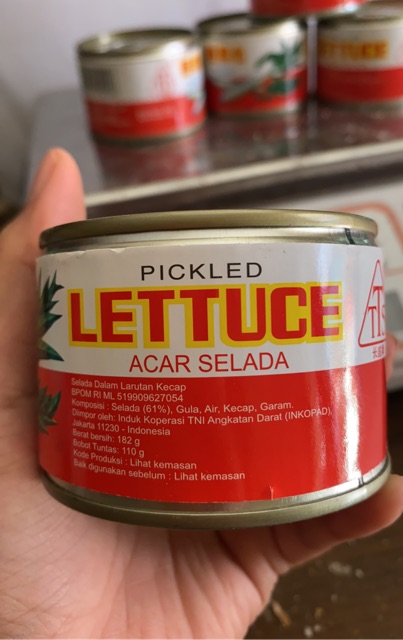 LETTUCE
PICKLED
LETTUCE
ACAR SELADA
Selada Dalam Larutan Kecap
BPOM RI ML 519909627054
Komposisi : Selada (61%), Gula, Air, Kecap, Garam.
Diimpor oleh: Induk Koperasi TNI Angkatan Darat (INKOPAD)
Jakarta 11230 - Indonesia
Berat bersih: 182 g
Bobot Tuntas: 110 g
Kode Produksi : Lihat kemasan
Baik digunakan sebelum : Lihat kemasan
TTS